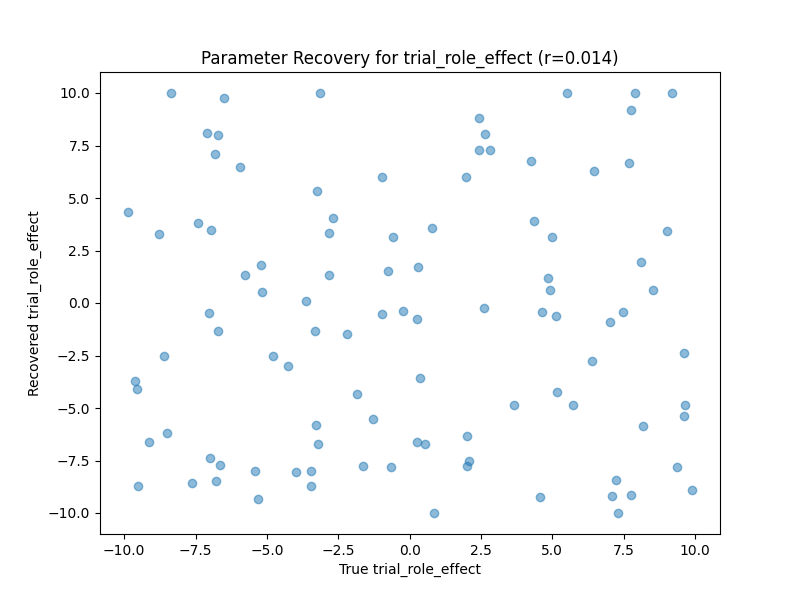 Parameter Recovery for trial_role_effect (r=0.014)
Recovered trial_role_effect
10.0
7.5
5.0
2.5
0.0
−2.5
−5.0
−7.5
−10.0
−10.0 −7.5 −5.0 −2.5 0.0 2.5 5.0 7.5 10.0
True trial_role_effect